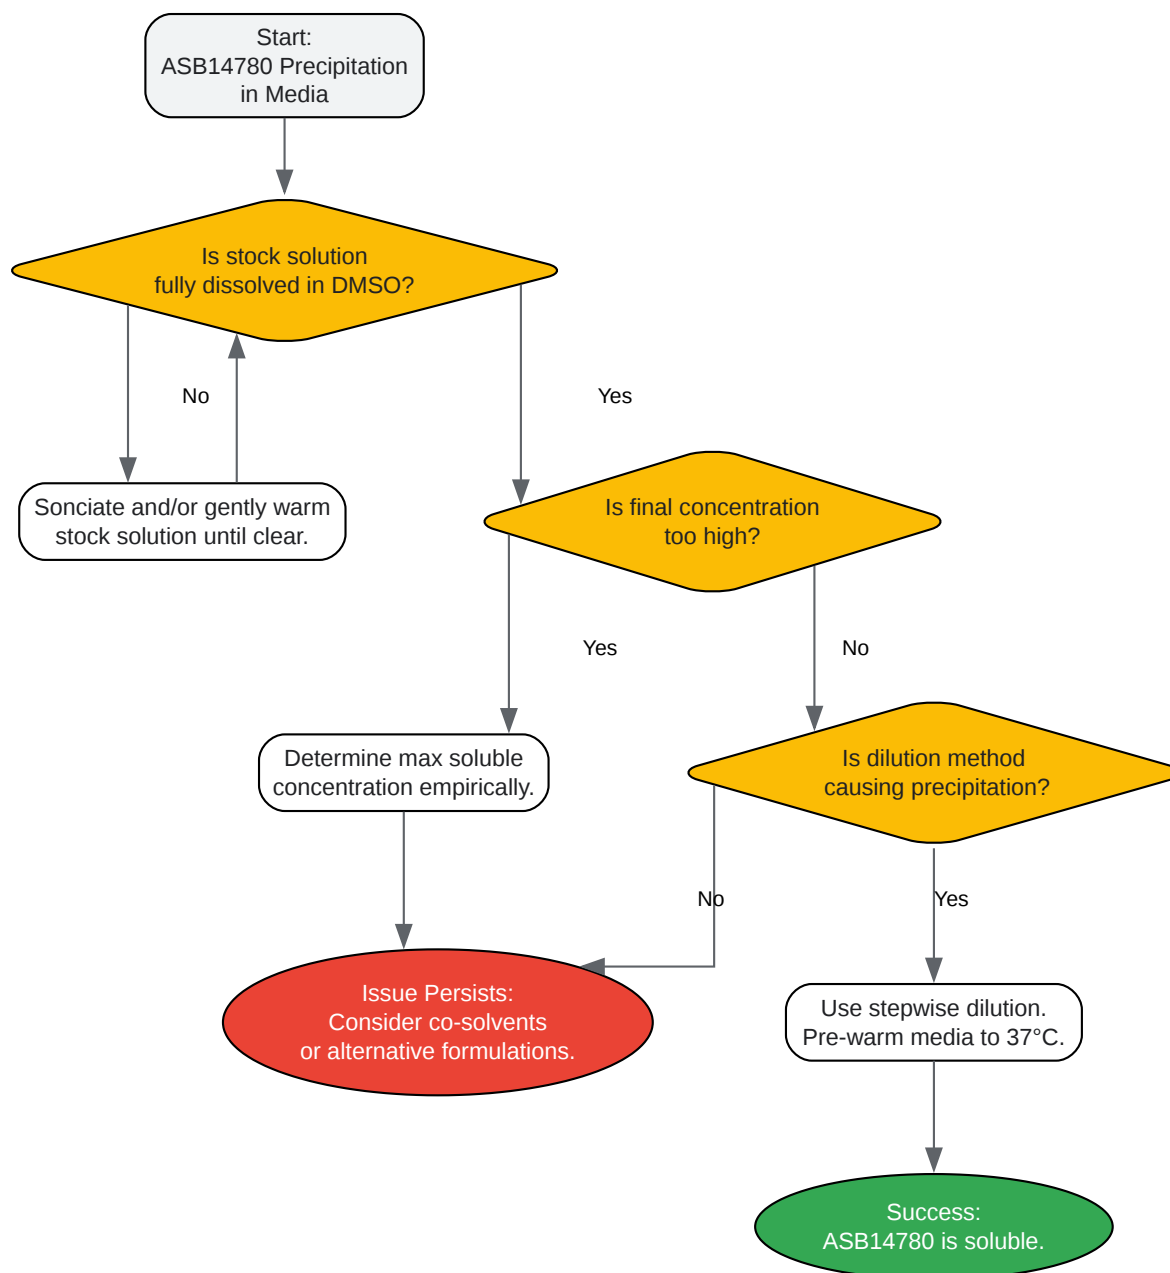 Start:
ASB14780 Precipitation
in Media
Is stock solution
fully dissolved in DMSO?
No
Yes
Sonciate and/or gently warm
stock solution until clear.
Is final concentration
too high?
Yes
No
Determine max soluble
concentration empirically.
Is dilution method
causing precipitation?
No
Yes
Issue Persists:
Consider co-solvents
or alternative formulations.
Use stepwise dilution.
Pre-warm media to 37°C.
Success:
ASB14780 is soluble.